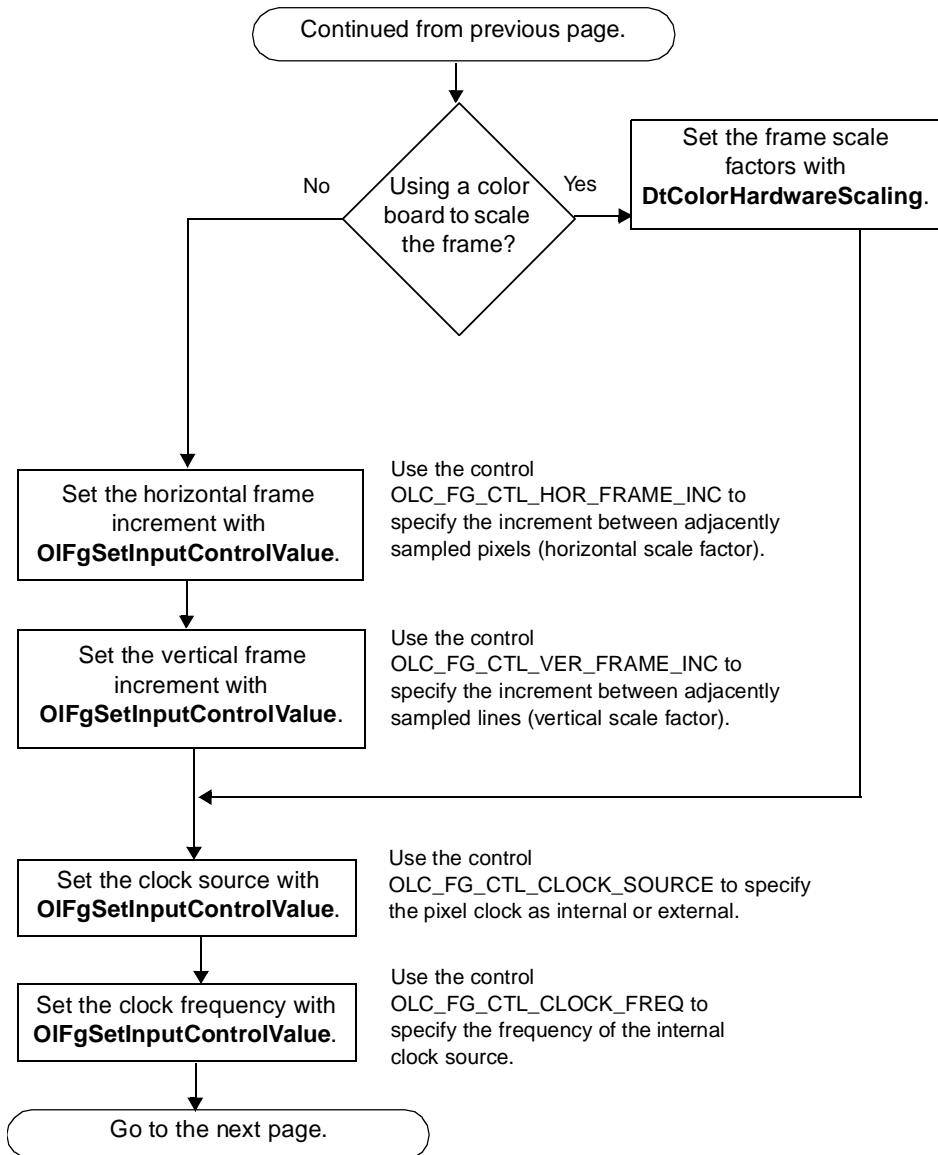 Continued from previous page.
No
Using a color
board to scale
the frame?
Yes
Set the frame scale
factors with
DtColorHardwareScaling.
Set the horizontal frame
increment with
OlFgSetInputControlValue.
Use the control
OLC_FG_CTL_HOR_FRAME_INC to
specify the increment between adjacently
sampled pixels (horizontal scale factor).
Set the vertical frame
increment with
OlFgSetInputControlValue.
Use the control
OLC_FG_CTL_VER_FRAME_INC to
specify the increment between adjacently
sampled lines (vertical scale factor).
Set the clock source with
OlFgSetInputControlValue.
Use the control
OLC_FG_CTL_CLOCK_SOURCE to specify
the pixel clock as internal or external.
Set the clock frequency with
OlFgSetInputControlValue.
Use the control
OLC_FG_CTL_CLOCK_FREQ to
specify the frequency of the internal
clock source.
Go to the next page.